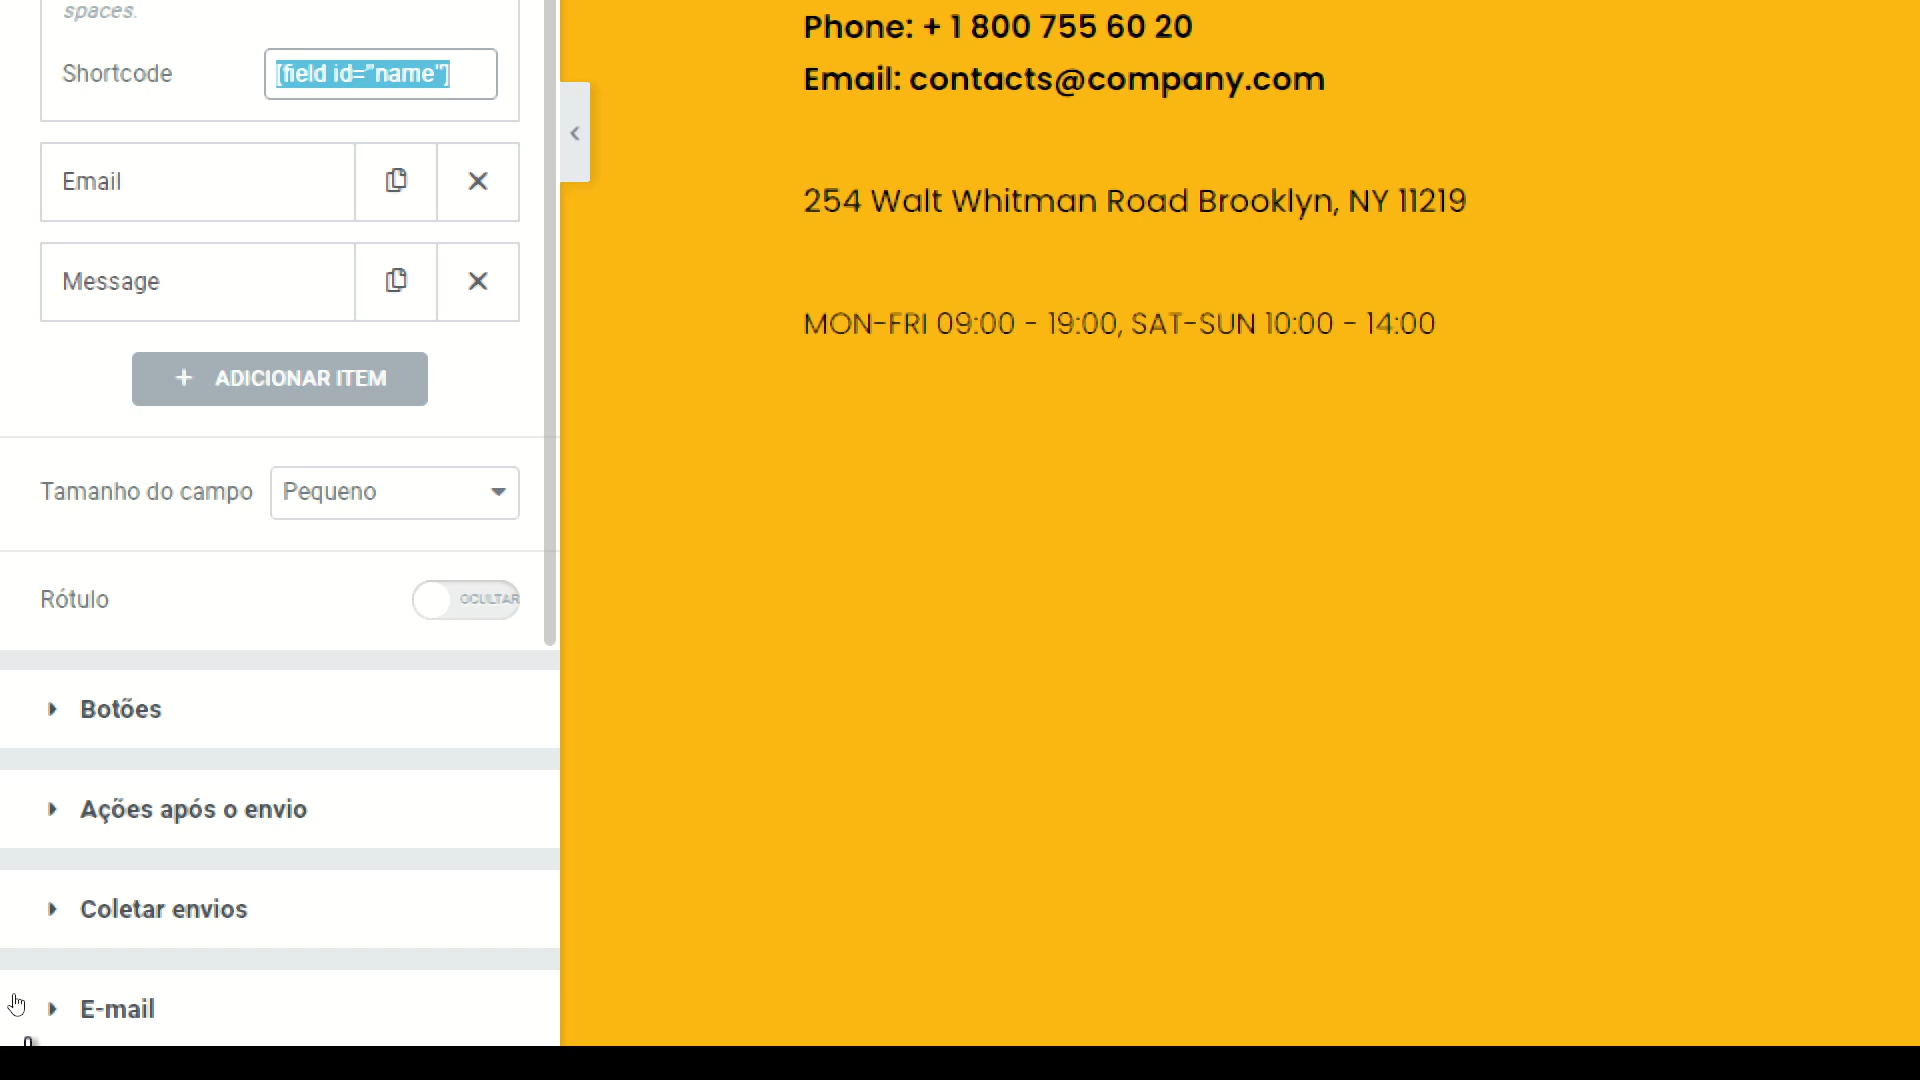 spaces.
Shortcode
[field id="name"]
Email
Message
+ ADICIONAR ITEM
Tamanho do campo
Pequeno
Rótulo
OCULTAR
Botões
Ações após o envio
Coletar envios
E-mail
Phone: + 1 800 755 60 20
Email: contacts@company.com
254 Walt Whitman Road Brooklyn, NY 11219
MON-FRI 09:00 - 19:00, SAT-SUN 10:00 - 14:00